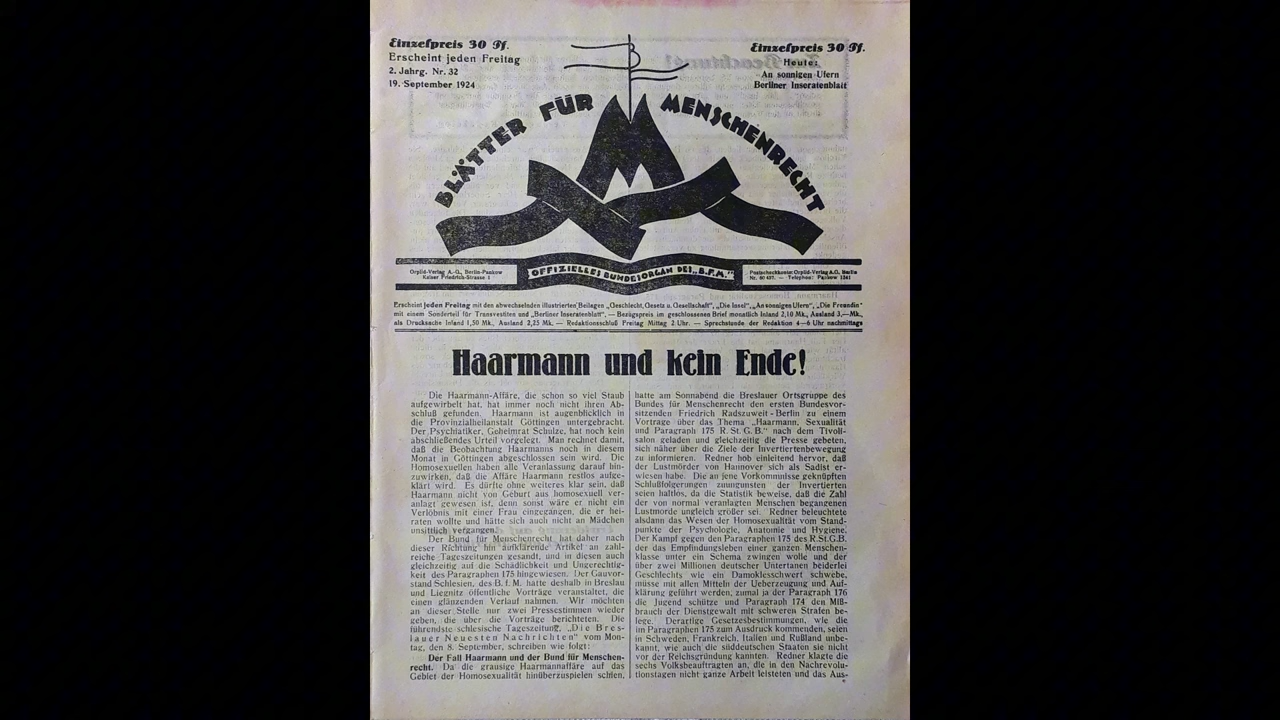 Einzelpreis 30 Pf.
Erscheint jeden Freitag
2. Jahrg. Nr. 32
19. September 1924
Einzelpreis 30 Pf.
Heute:
An sonnigen Ufern
Berliner Inseratenblatt
BLÄTTER FÜR MENSCHENRECHT
Orplid-Verlag A.-G., Berlin-Pankow
Kaiser Friedrich-Strasse 1
OFFIZIELLES BUNDESORGAN DES „B.F.M."
Postscheckkonto: Orplid-Verlag A.G. Berlin
Nr. 60 437. — Telephon: Pankow 1341
Erscheint jeden Freitag mit den abwechselnden illustrierten Beilagen „Geschlecht, Gesetz u. Gesellschaft", „Die Insel", „An sonnigen Ufern", „Die Freundin"
mit einem Sonderteil für Transvestiten und „Berliner Inseratenblatt". — Bezugspreis im geschlossenen Brief monatlich Inland 2,10 Mk., Ausland 3,— Mk.,
als Drucksache Inland 1,50 Mk., Ausland 2,25 Mk. — Redaktionsschluß Freitag Mittag 2 Uhr. — Sprechstunde der Redaktion 4—6 Uhr nachmittags
Haarmann und kein Ende!
Die Haarmann-Affäre, die schon so viel Staub
aufgewirbelt hat, hat immer noch nicht ihren Ab-
schluß gefunden. Haarmann ist augenblicklich in
die Provinzialheilanstalt Göttingen untergebracht.
Der Psychiatiker, Geheimrat Schulze, hat noch kein
abschließendes Urteil vorgelegt. Man rechnet damit,
daß die Beobachtung Haarmanns noch in diesem
Monat in Göttingen abgeschlossen sein wird. Die
Homosexuellen haben alle Veranlassung darauf hin-
zuwirken, daß die Affäre Haarmann restlos aufge-
klärt wird. Es dürfte ohne weiteres klar sein, daß
Haarmann nicht von Geburt aus homosexuell ver-
anlagt gewesen ist, denn sonst wäre er nicht ein
Verlöbnis mit einer Frau eingegangen, die er hei-
raten wollte und hätte sich auch nicht an Mädchen
unsittlich vergangen.
Der Bund für Menschenrecht hat daher nach
dieser Richtung hin aufklärende Artikel an zahl-
reiche Tageszeitungen gesandt, und in diesen auch
gleichzeitig auf die Schädlichkeit und Ungerechtig-
keit des Paragraphen 175 hingewiesen. Der Gauvor-
stand Schlesien, des B. f. M. hatte deshalb in Breslau
und Liegnitz öffentliche Vorträge veranstaltet, die
einen glänzenden Verlauf nahmen. Wir möchten
an dieser Stelle nur zwei Pressestimmen wieder
geben, die über die Vorträge berichteten. Die
führendste schlesische Tageszeitung, „Die Bres-
lauer Neuesten Nachrichten" vom Mon-
tag, den 8. September, schreiben wie folgt:
Der Fall Haarmann und der Bund für Menschen-
recht. Da die grausige Haarmannaffäre auf das
Gebiet der Homosexualität hinüberzuspielen schien,
hatte am Sonnabend die Breslauer Ortsgruppe des
Bundes für Menschenrecht den ersten Bundesvor-
sitzenden Friedrich Radszuweit-Berlin zu einem
Vortrage über das Thema „Haarmann, Sexualität
und Paragraph 175 R. St. G. B." nach dem Tivoli-
salon geladen und gleichzeitig die Presse gebeten,
sich näher über die Ziele der Invertiertenbewegung
zu informieren. Redner hob einleitend hervor, daß
der Lustmörder von Hannover sich als Sadist er-
wiesen habe. Die an jene Vorkommnisse geknüpften
Schlußfolgerungen zuungunsten der Invertierten
seien haltlos, da die Statistik beweise, daß die Zahl
der von normal veranlagten Menschen begangenen
Lustmorde ungleich größer sei. Redner beleuchtete
alsdann das Wesen der Homosexualität vom Stand-
punkte der Psychologie, Anatomie und Hygiene.
Der Kampf gegen den Paragraphen 175 des R.St.G.B.
der das Empfindungsleben einer ganzen Menschen-
klasse unter ein Schema zwingen wolle und der
über zwei Millionen deutscher Untertanen beiderlei
Geschlechts wie ein Damoklesschwert schwebe,
müsse mit allen Mitteln der Ueberzeugung und Auf-
klärung geführt werden, zumal ja der Paragraph 176
die Jugend schütze und Paragraph 174 den Miß-
brauch der Dienstgewalt mit schweren Strafen be-
lege. Derartige Gesetzesbestimmungen, wie die
im Paragraphen 175 zum Ausdruck kommenden, seien
in Schweden, Frankreich, Italien und Rußland unbe-
kannt, wie auch die süddeutschen Staaten sie nicht
vor der Reichsgründung kannten. Redner klagte die
sechs Volksbeauftragten an, die in den Nachrevolu-
tionstagen nicht ganze Arbeit leisteten und das Aus-